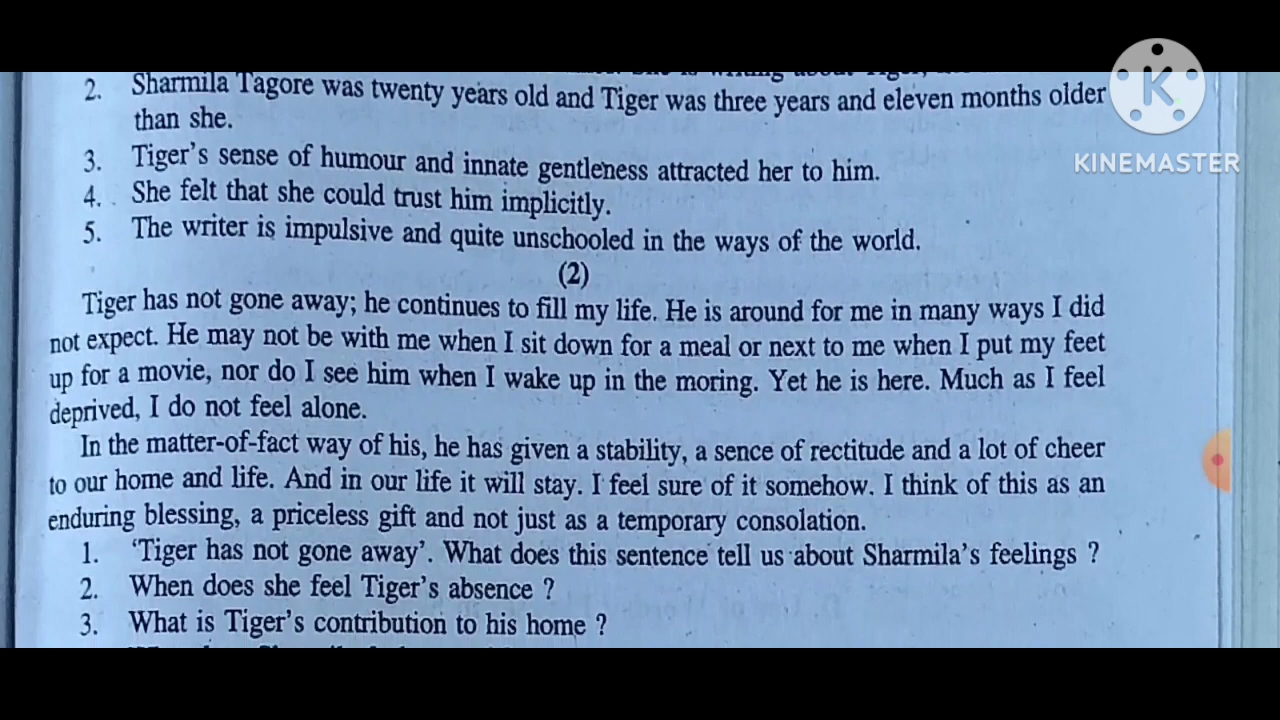 2. Sharmila Tagore was twenty years old and Tiger was three years and eleven months older
than she.
3. Tiger's sense of humour and innate gentleness attracted her to him.
4. She felt that she could trust him implicitly.
5. The writer is impulsive and quite unschooled in the ways of the world.
(2)
Tiger has not gone away; he continues to fill my life. He is around for me in many ways I did
not expect. He may not be with me when I sit down for a meal or next to me when I put my feet
up for a movie, nor do I see him when I wake up in the moring. Yet he is here. Much as I feel
deprived, I do not feel alone.
In the matter-of-fact way of his, he has given a stability, a sence of rectitude and a lot of cheer
to our home and life. And in our life it will stay. I feel sure of it somehow. I think of this as an
enduring blessing, a priceless gift and not just as a temporary consolation.
1. 'Tiger has not gone away'. What does this sentence tell us about Sharmila's feelings ?
2. When does she feel Tiger's absence ?
3. What is Tiger's contribution to his home ?
K
KINEMASTER